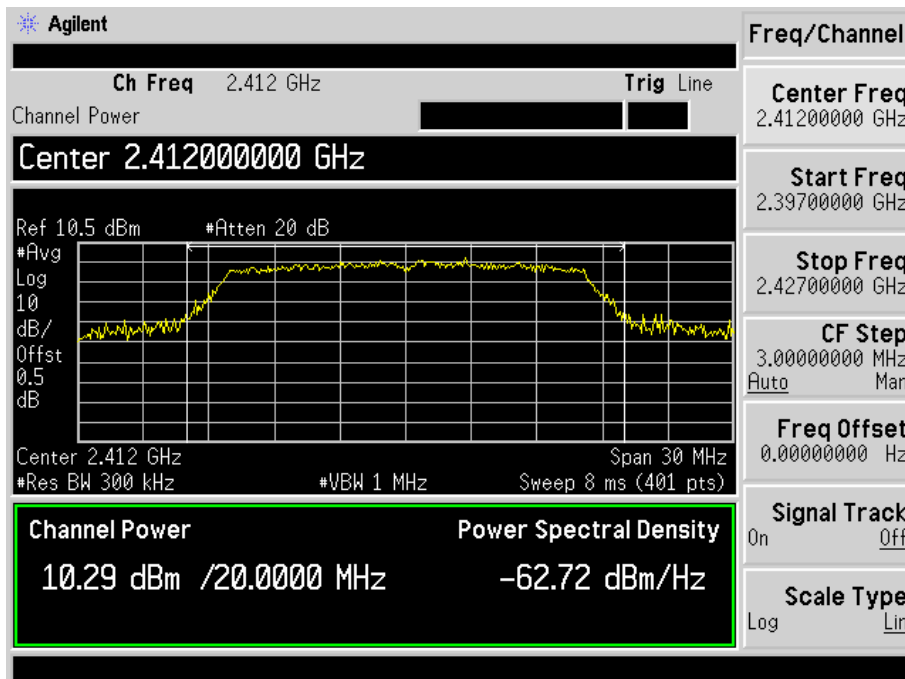 Agilent
Freq/Channel
Ch Freq 2.412 GHz Trig Line
Channel Power
Center 2.412000000 GHz
Ref 10.5 dBm #Atten 20 dB
#Avg
Log
10
dB/
Offst
0.5
dB
Center 2.412 GHz Span 30 MHz
#Res BW 300 kHz #VBW 1 MHz Sweep 8 ms (401 pts)
Channel Power Power Spectral Density
10.29 dBm /20.0000 MHz -62.72 dBm/Hz
Center Freq
2.41200000 GHz
Start Freq
2.39700000 GHz
Stop Freq
2.42700000 GHz
CF Step
3.00000000 MHz
Auto Man
Freq Offset
0.00000000 Hz
Signal Track
On Off
Scale Type
Log Lin